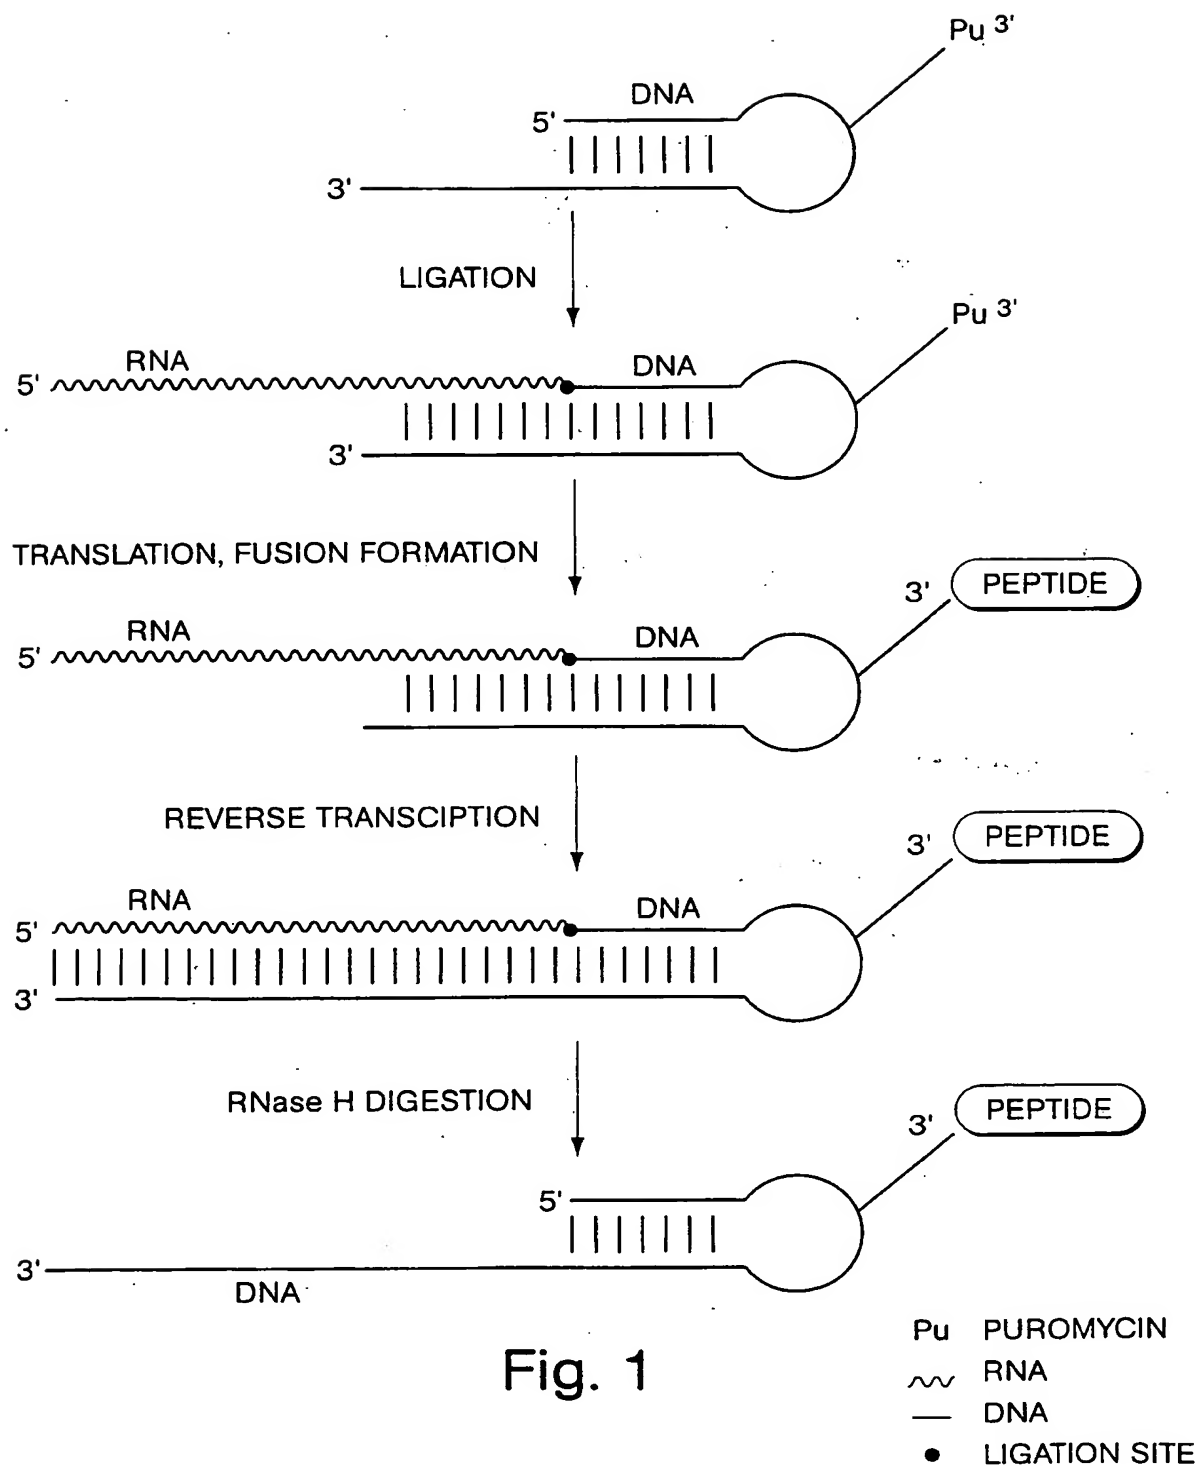 Pu 3'
DNA
5'
3'
LIGATION
Pu 3'
RNA
DNA
5'
3'
TRANSLATION, FUSION FORMATION
3' PEPTIDE
RNA
DNA
5'
REVERSE TRANSCIPTION
3' PEPTIDE
RNA
DNA
5'
3'
RNase H DIGESTION
3' PEPTIDE
5'
3'
DNA
Fig. 1
Pu PUROMYCIN
RNA
DNA
LIGATION SITE